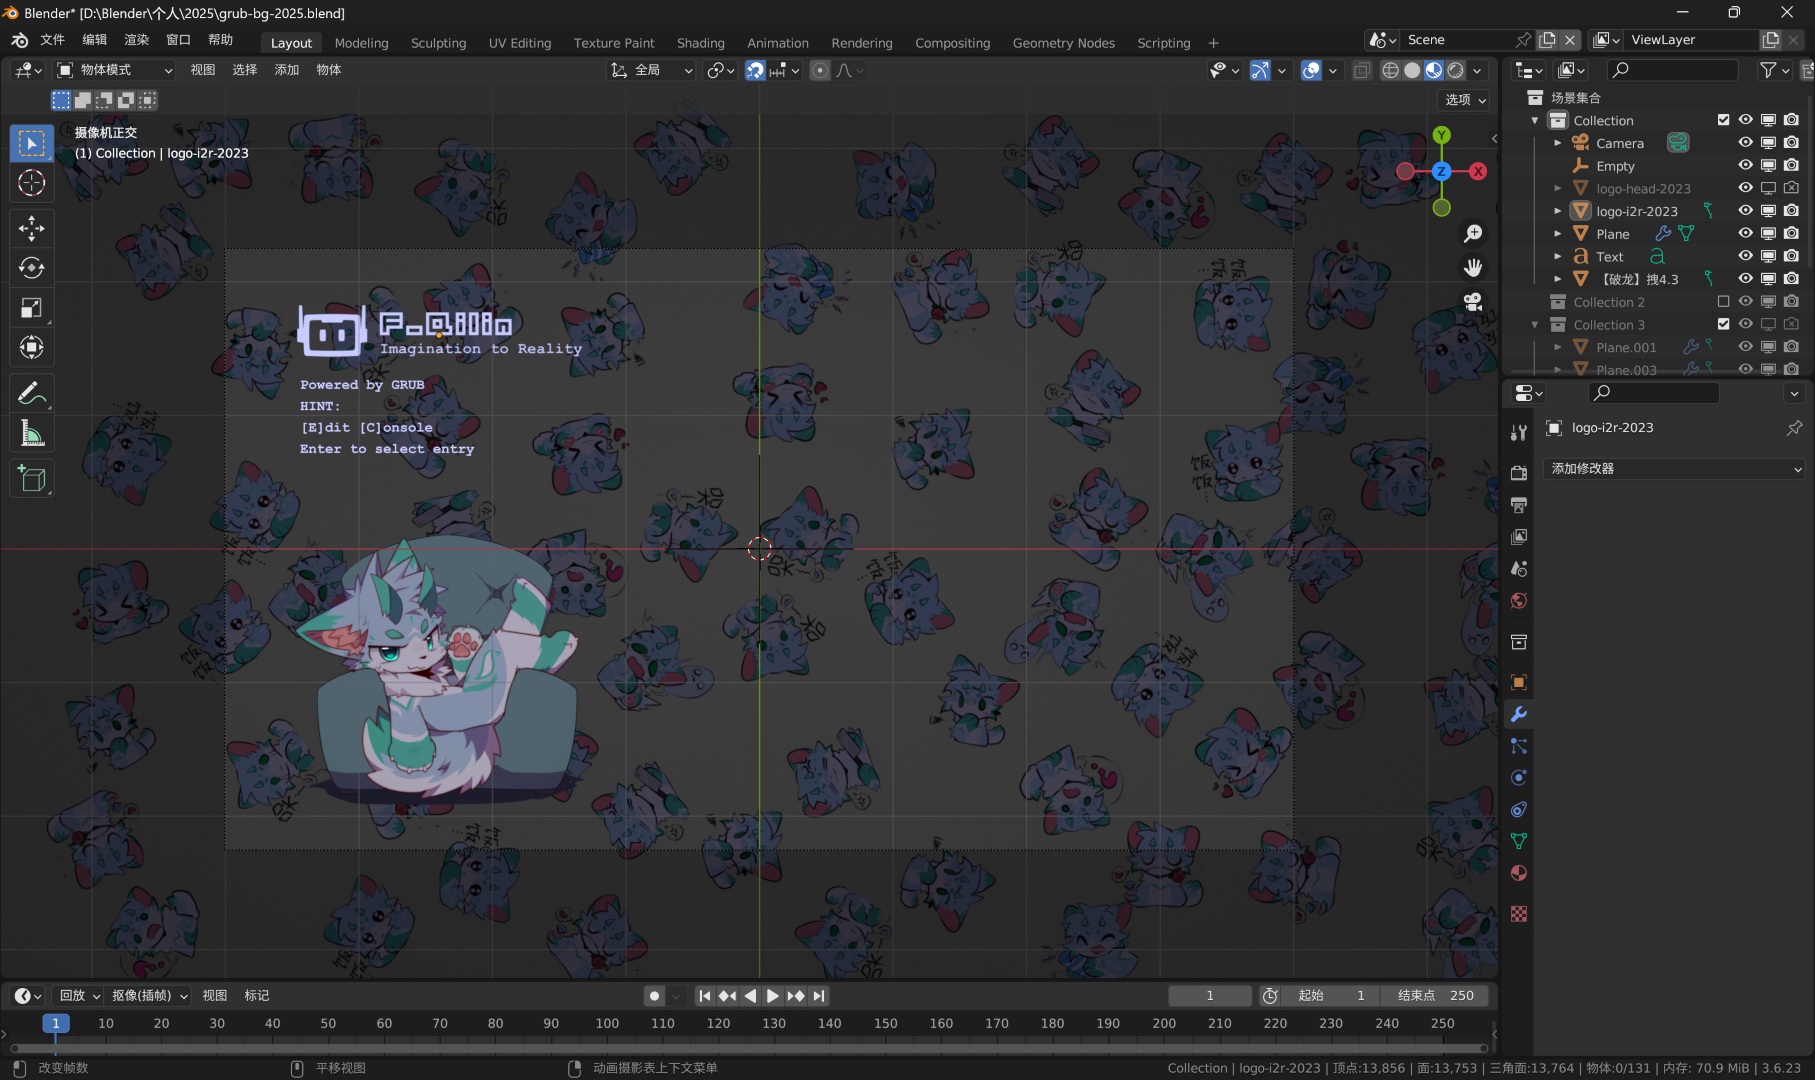 Blender* [D:\Blender\个人\2025\grub-bg-2025.blend]
文件 编辑 渲染 窗口 帮助 Layout Modeling Sculpting UV Editing Texture Paint Shading Animation Rendering Compositing Geometry Nodes Scripting + Scene ViewLayer
物体模式 视图 选择 添加 物体 全局
选项
摄像机正交
(1) Collection | logo-i2r-2023
Y
Z X
F-Qilin
Imagination to Reality
Powered by GRUB
HINT:
[E]dit [C]onsole
Enter to select entry
场景集合
Collection
Camera
Empty
logo-head-2023
logo-i2r-2023
Plane
Text
【破龙】拽4.3
Collection 2
Collection 3
Plane.001
Plane.003
logo-i2r-2023
添加修改器
回放 抠像(插帧) 视图 标记 1 起始 1 结束点 250
1 10 20 30 40 50 60 70 80 90 100 110 120 130 140 150 160 170 180 190 200 210 220 230 240 250
改变帧数 平移视图 动画摄影表上下文菜单 Collection | logo-i2r-2023 | 顶点:13,856 | 面:13,753 | 三角面:13,764 | 物体:0/131 | 内存: 70.9 MiB | 3.6.23